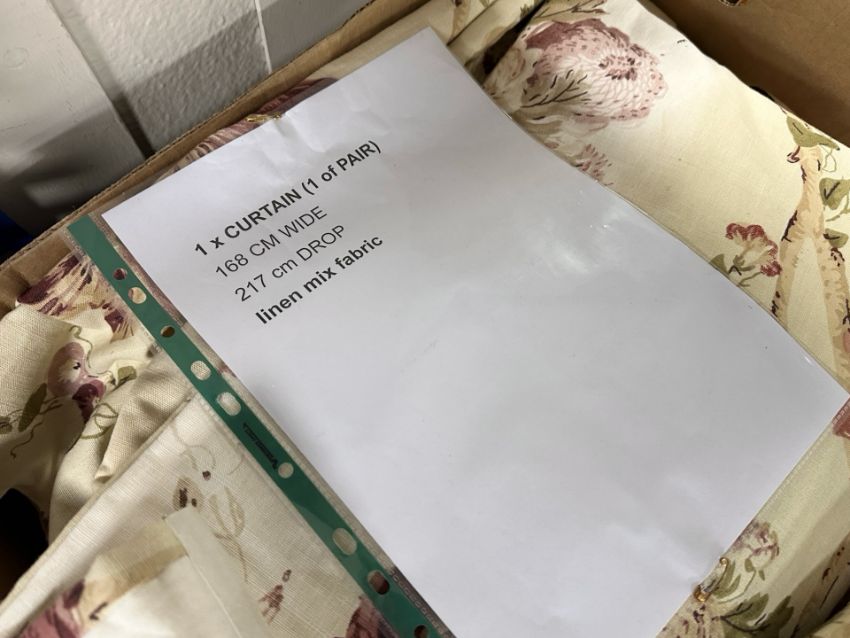 1 x CURTAIN (1 of PAIR)
168 CM WIDE
217 cm DROP
linen mix fabric